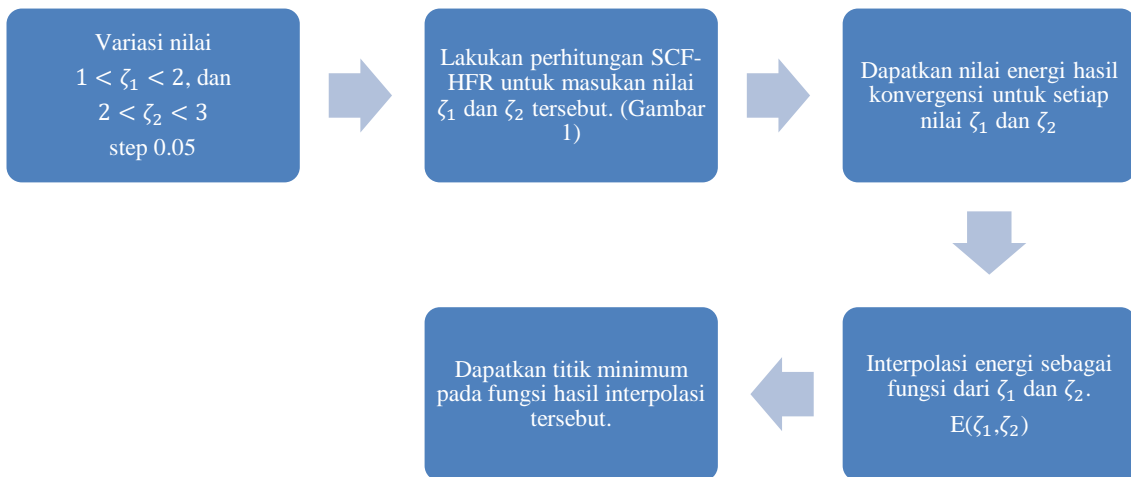 Variasi nilai
1 < ζ₁ < 2, dan
2 < ζ₂ < 3
step 0.05
Lakukan perhitungan SCF-
HFR untuk masukan nilai
ζ₁ dan ζ₂ tersebut. (Gambar
1)
Dapatkan nilai energi hasil
konvergensi untuk setiap
nilai ζ₁ dan ζ₂
Interpolasi energi sebagai
fungsi dari ζ₁ dan ζ₂.
E(ζ₁,ζ₂)
Dapatkan titik minimum
pada fungsi hasil interpolasi
tersebut.